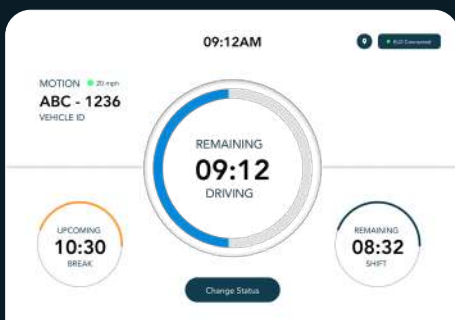 09:12AM
ELD Connected
MOTION 20 mph
ABC - 1236
VEHICLE ID
REMAINING
09:12
DRIVING
UPCOMING
10:30
BREAK
REMAINING
08:32
SHIFT
Change Status